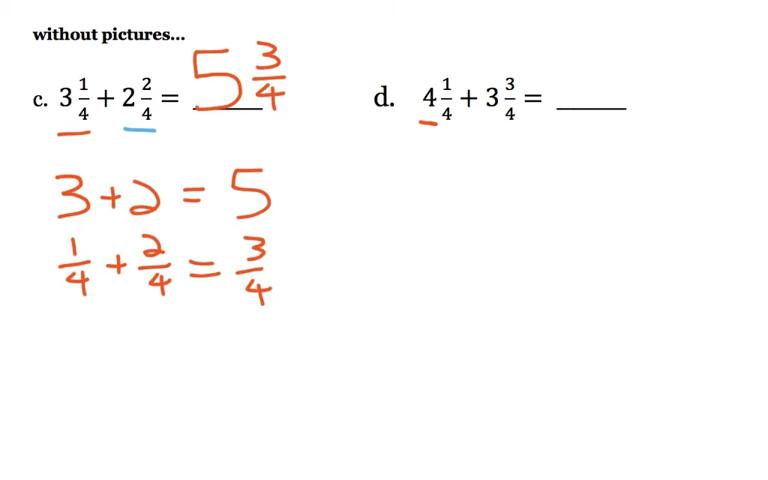 without pictures...
c. 3 1/4 + 2 2/4 = 5 3/4
3 + 2 = 5
1/4 + 2/4 = 3/4
d. 4 1/4 + 3 3/4 = ______